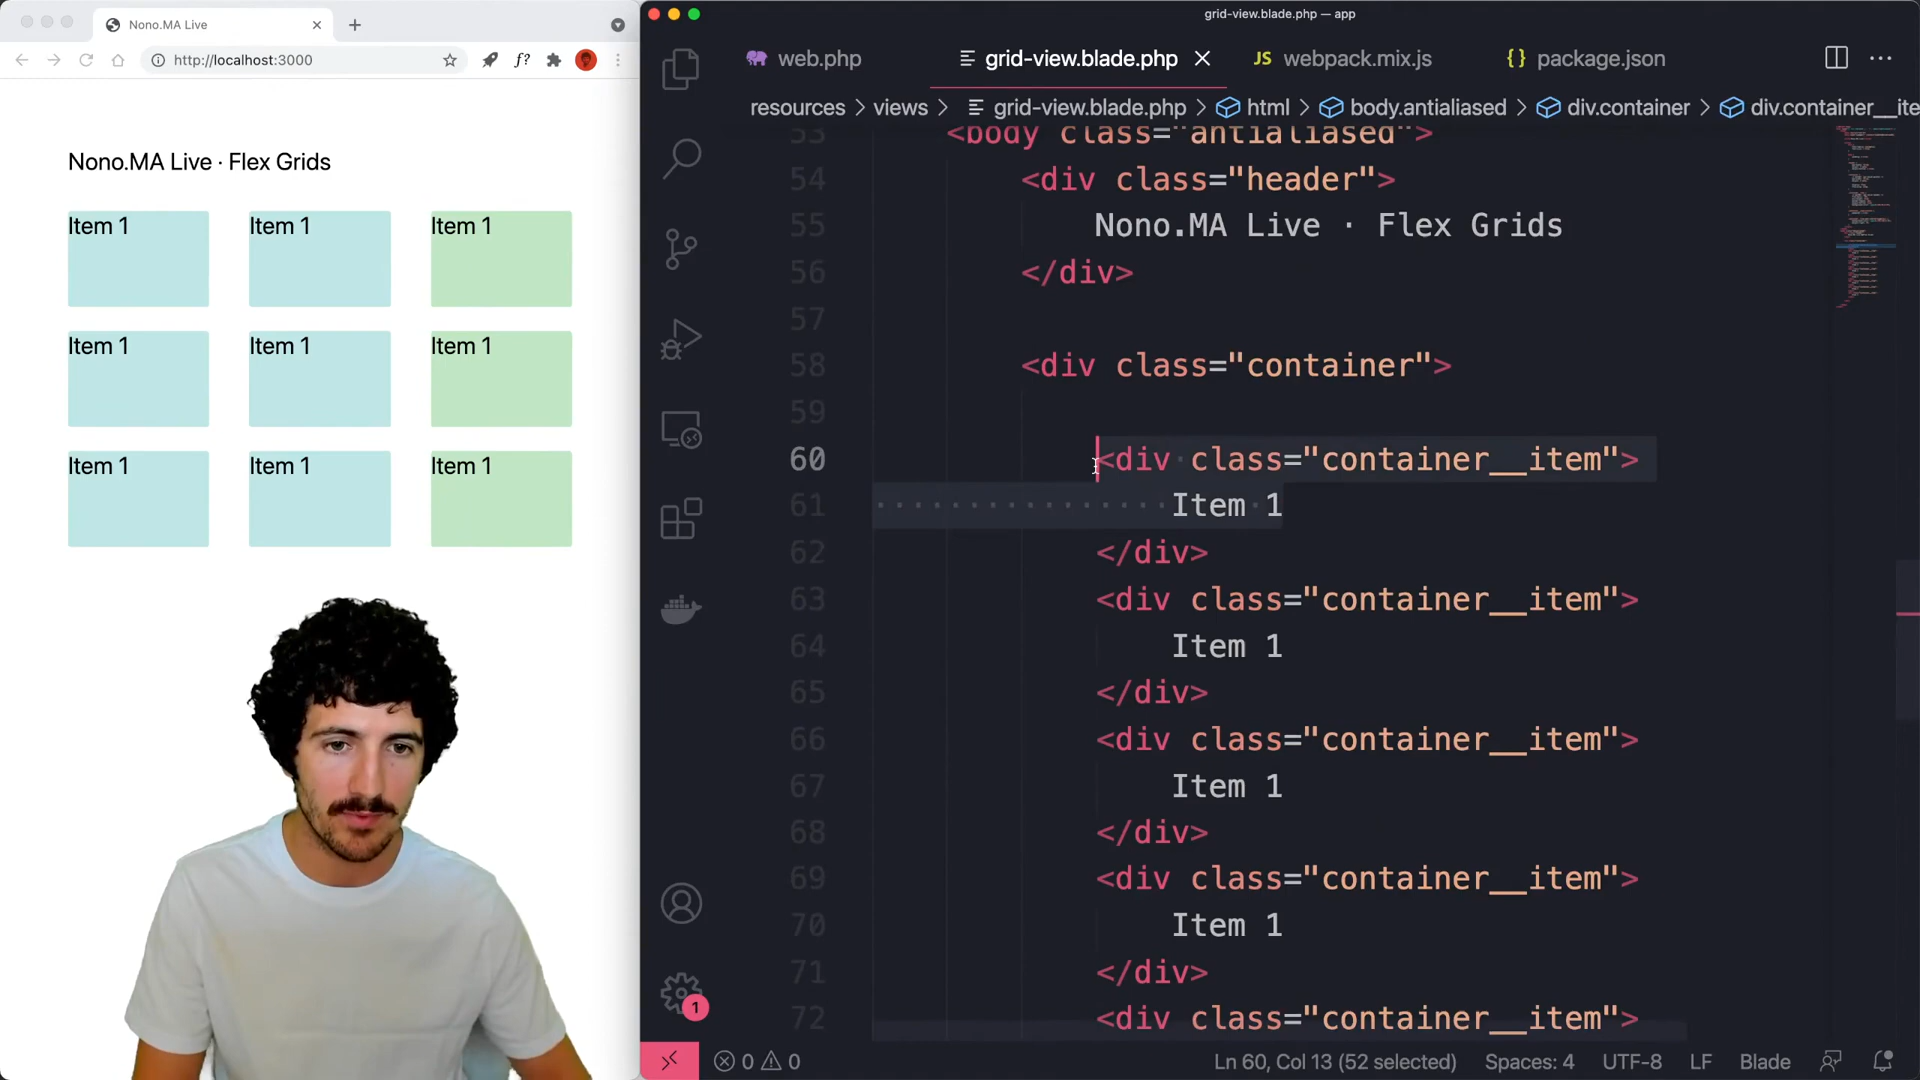 Nono.MA Live
http://localhost:3000
f?
Nono.MA Live · Flex Grids
Item 1 Item 1 Item 1
Item 1 Item 1 Item 1
Item 1 Item 1 Item 1
grid-view.blade.php — app
web.php
grid-view.blade.php
JS webpack.mix.js
{} package.json
resources > views > grid-view.blade.php > html > body.antialiased > div.container > div.container__ite
53 <body class="antialiased">
54 <div class="header">
55 Nono.MA Live · Flex Grids
56 </div>
57
58 <div class="container">
59
60 <div class="container__item">
61 Item 1
62 </div>
63 <div class="container__item">
64 Item 1
65 </div>
66 <div class="container__item">
67 Item 1
68 </div>
69 <div class="container__item">
70 Item 1
71 </div>
72 <div class="container__item">
1
0 0 Ln 60, Col 13 (52 selected) Spaces: 4 UTF-8 LF Blade